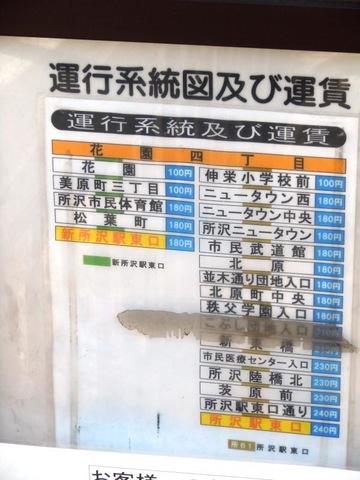 運行系統図及び運賃
運行系統及び運賃
花園四丁目
花園 100円
美原町三丁目 100円
所沢市民体育館 180円
松葉町 180円
新所沢駅東口 180円
新所沢駅東口
伸栄小学校前 100円
ニュータウン西 180円
ニュータウン中央 180円
所沢ニュータウン 180円
市民武道館 180円
北原 180円
並木通り団地入口 180円
北原町中央 180円
秩父学園入口 180円
こぶし団地入口
新東橋
市民医療センター入口 230円
所沢陸橋北 230円
茨原前 230円
所沢駅東口通り 240円
所沢駅東口 240円
所61 所沢駅東口
お客様